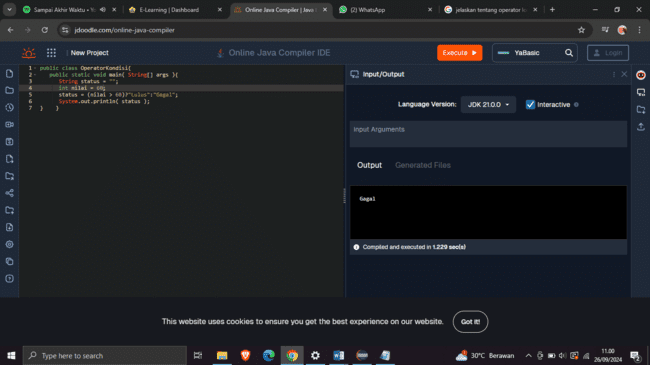 Sampai Akhir Waktu • Yo
E-Learning | Dashboard
Online Java Compiler | Java
(2) WhatsApp
jelaskan tentang operator be
jdoodle.com/online-java-compiler
New Project
Online Java Compiler IDE
Execute
YaBasic
Login
1 public class OperatorKondisi{
2 public static void main( String[] args ){
3 String status = "";
4 int nilai = 60;
5 status = (nilai > 60)?"Lulus":"Gagal";
6 System.out.println( status );
7 } }
Input/Output
Language Version:
JDK 21.0.0
Interactive
Input Arguments
Output
Generated Files
Gagal
Compiled and executed in 1.229 sec(s)
This website uses cookies to ensure you get the best experience on our website.
Got it!
Type here to search
30°C Berawan
11.00
26/09/2024
2